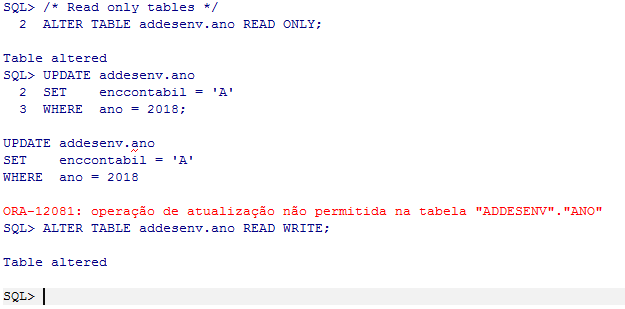 SQL> /* Read only tables */
2 ALTER TABLE addesenv.ano READ ONLY;
Table altered
SQL> UPDATE addesenv.ano
2 SET enccontabil = 'A'
3 WHERE ano = 2018;
UPDATE addesenv.ano
SET enccontabil = 'A'
WHERE ano = 2018
ORA-12081: operação de atualização não permitida na tabela "ADDESENV"."ANO"
SQL> ALTER TABLE addesenv.ano READ WRITE;
Table altered
SQL>